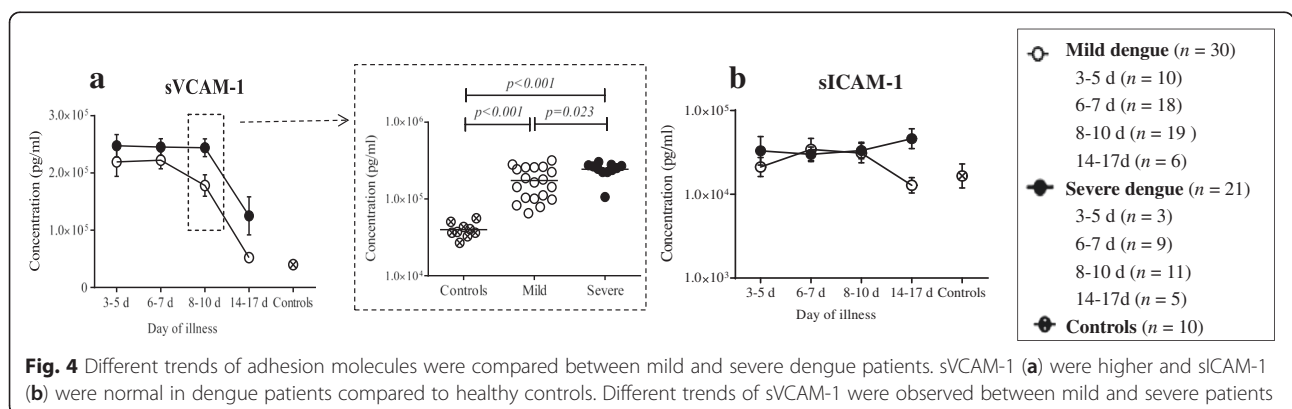 a
sVCAM-1
Concentration (pg/ml)
3.0×10⁵
2.0×10⁵
1.0×10⁵
0
3-5 d 6-7 d 8-10 d 14-17 d Controls
Day of illness
p<0.001
p<0.001 p=0.023
Concentration (pg/ml)
1.0×10⁶
1.0×10⁵
1.0×10⁴
Controls Mild Severe
b
sICAM-1
Concentration (pg/ml)
1.0×10⁵
1.0×10⁴
1.0×10³
3-5 d 6-7 d 8-10 d 14-17 d Controls
Day of illness
Mild dengue (n = 30)
3-5 d (n = 10)
6-7 d (n = 18)
8-10 d (n = 19 )
14-17d (n = 6)
Severe dengue (n = 21)
3-5 d (n = 3)
6-7 d (n = 9)
8-10 d (n = 11)
14-17d (n = 5)
Controls (n = 10)
Fig. 4 Different trends of adhesion molecules were compared between mild and severe dengue patients. sVCAM-1 (a) were higher and sICAM-1
(b) were normal in dengue patients compared to healthy controls. Different trends of sVCAM-1 were observed between mild and severe patients